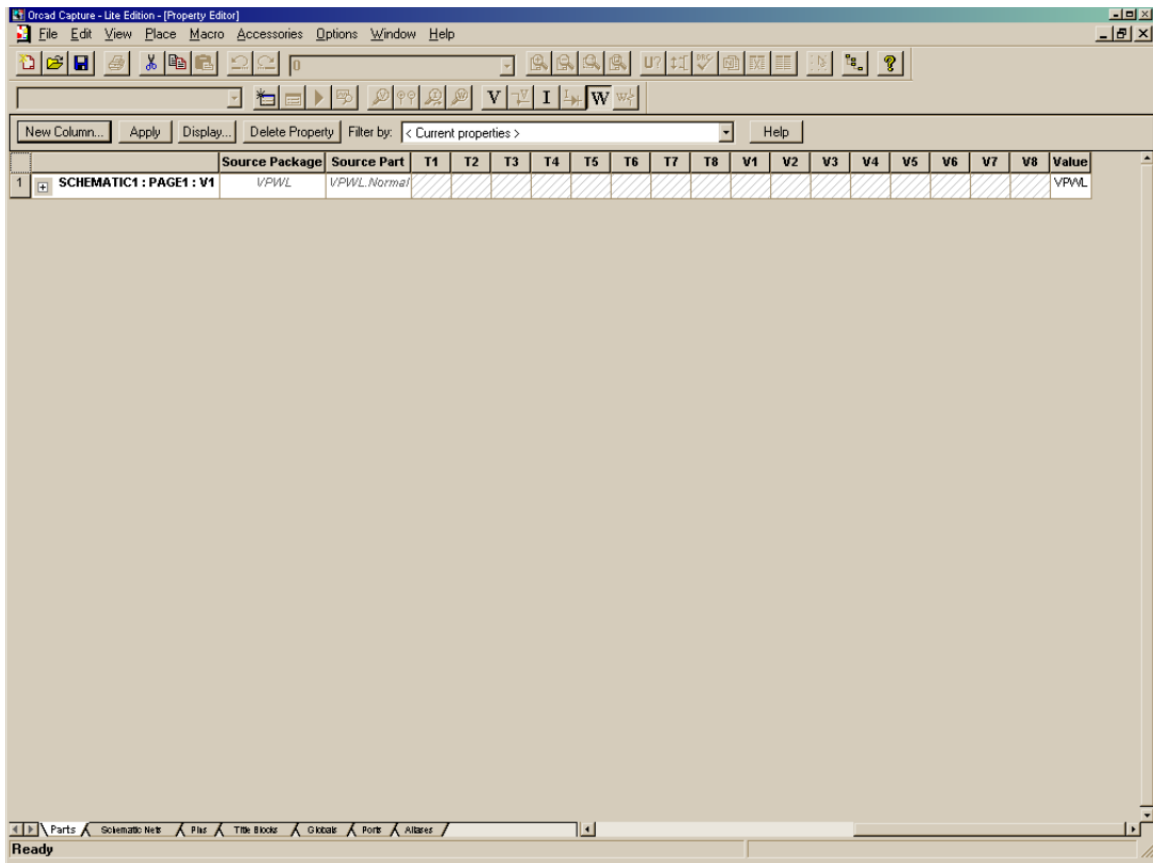 Orcad Capture - Lite Edition - [Property Editor]
File Edit View Place Macro Accessories Options Window Help
0
U?
V I W
New Column... Apply Display... Delete Property Filter by: < Current properties > Help
Source Package Source Part T1 T2 T3 T4 T5 T6 T7 T8 V1 V2 V3 V4 V5 V6 V7 V8 Value
1 SCHEMATIC1 : PAGE1 : V1 VPWL VPWL.Normal VPWL
Parts Schematic Nets Pins Title Blocks Globals Ports Aliases
Ready